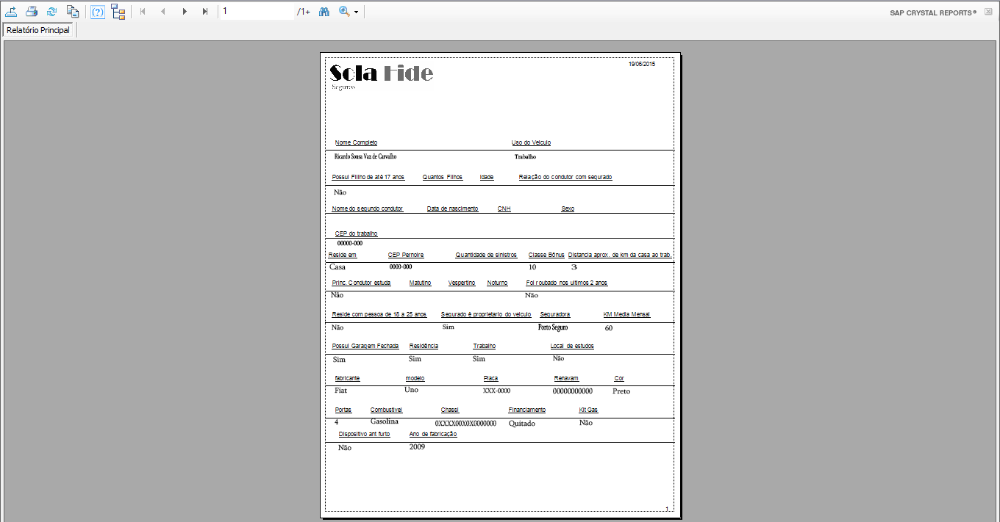 1 /1+ SAP CRYSTAL REPORTS®
Relatório Principal
19/06/2015
Sola Fide
Seguros
Nome Completo Uso do Veículo
Ricardo Sousa Vaz de Carvalho Trabalho
Possui Filho de até 17 anos Quantos Filhos Idade Relação do condutor com segurado
Não
Nome do segundo condutor Data de nascimento CNH Sexo
CEP do trabalho
00000-000
Reside em CEP Pernoire Quantidade de sinistros Classe Bônus Distancia aprox. de km da casa ao trab.
Casa 0000-000 10 3
Princ. Condutor estuda Matutino Vespertino Noturno Foi roubado nos ultimos 2 anos
Não Não
Reside com pessoa de 18 a 25 anos Segurado é proprietario do veículo Seguradora KM Media Mensal
Não Sim Porto Seguro 60
Possui Garagem Fechada Residência Trabalho Local de estudos
Sim Sim Sim Não
fabricante modelo Placa Renavam Cor
Fiat Uno XXX-0000 00000000000 Preto
Portas Combustivel Chassi Financiamento Kit Gas
4 Gasolina 0XXXX00X0X0000000 Quitado Não
Dispositivo ant furto Ano de fabricação
Não 2009
1